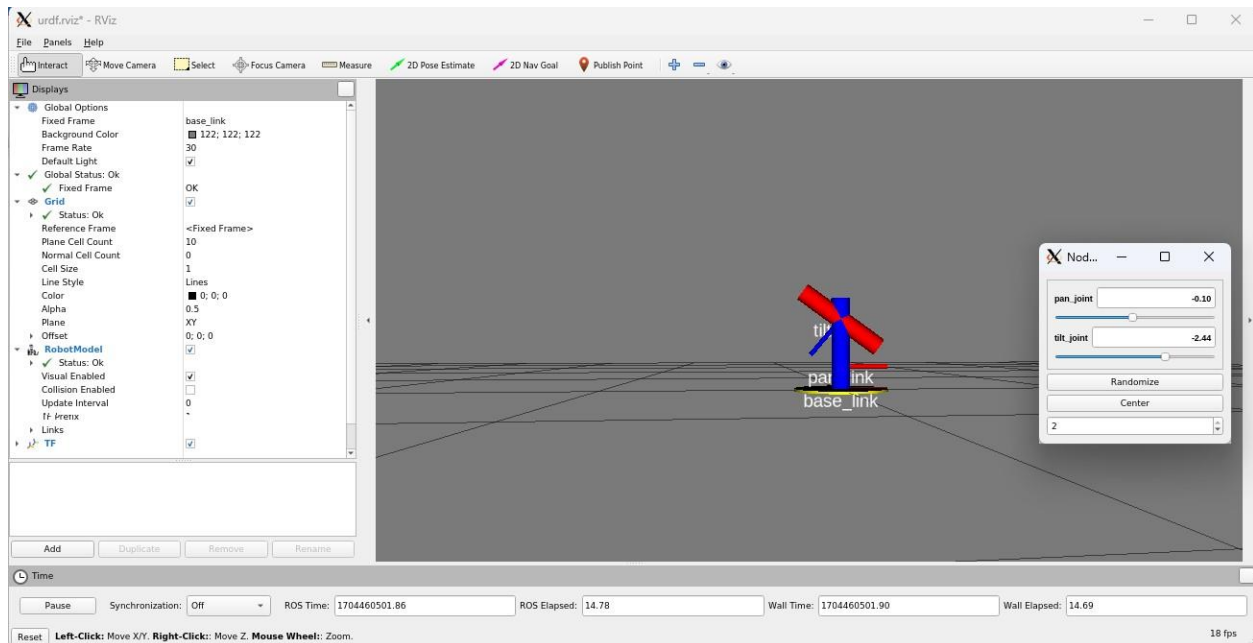 urdf.rviz* - RViz
File Panels Help
Interact Move Camera Select Focus Camera Measure 2D Pose Estimate 2D Nav Goal Publish Point
Displays
Global Options
Fixed Frame base_link
Background Color 122; 122; 122
Frame Rate 30
Default Light
Global Status: Ok
Fixed Frame OK
Grid
Status: Ok
Reference Frame <Fixed Frame>
Plane Cell Count 10
Normal Cell Count 0
Cell Size 1
Line Style Lines
Color 0; 0; 0
Alpha 0.5
Plane XY
Offset 0; 0; 0
RobotModel
Status: Ok
Visual Enabled
Collision Enabled
Update Interval 0
Links
TF
Add Duplicate Remove Rename
base_link
Nod...
pan_joint -0.10
tilt_joint -2.44
Randomize
Center
2
Time
Pause Synchronization: Off ROS Time: 1704460501.86 ROS Elapsed: 14.78 Wall Time: 1704460501.90 Wall Elapsed: 14.69
Reset Left-Click: Move X/Y. Right-Click:: Move Z. Mouse Wheel:: Zoom. 18 fps